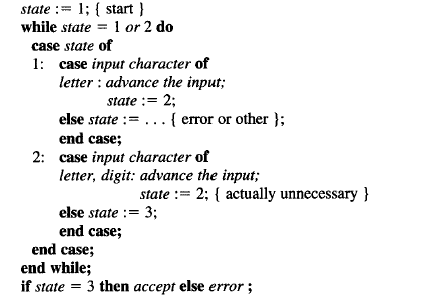 state := 1; { start }
while state = 1 or 2 do
case state of
1: case input character of
letter : advance the input;
state := 2;
else state := . . . { error or other };
end case;
2: case input character of
letter, digit: advance the input;
state := 2; { actually unnecessary }
else state := 3;
end case;
end case;
end while;
if state = 3 then accept else error ;